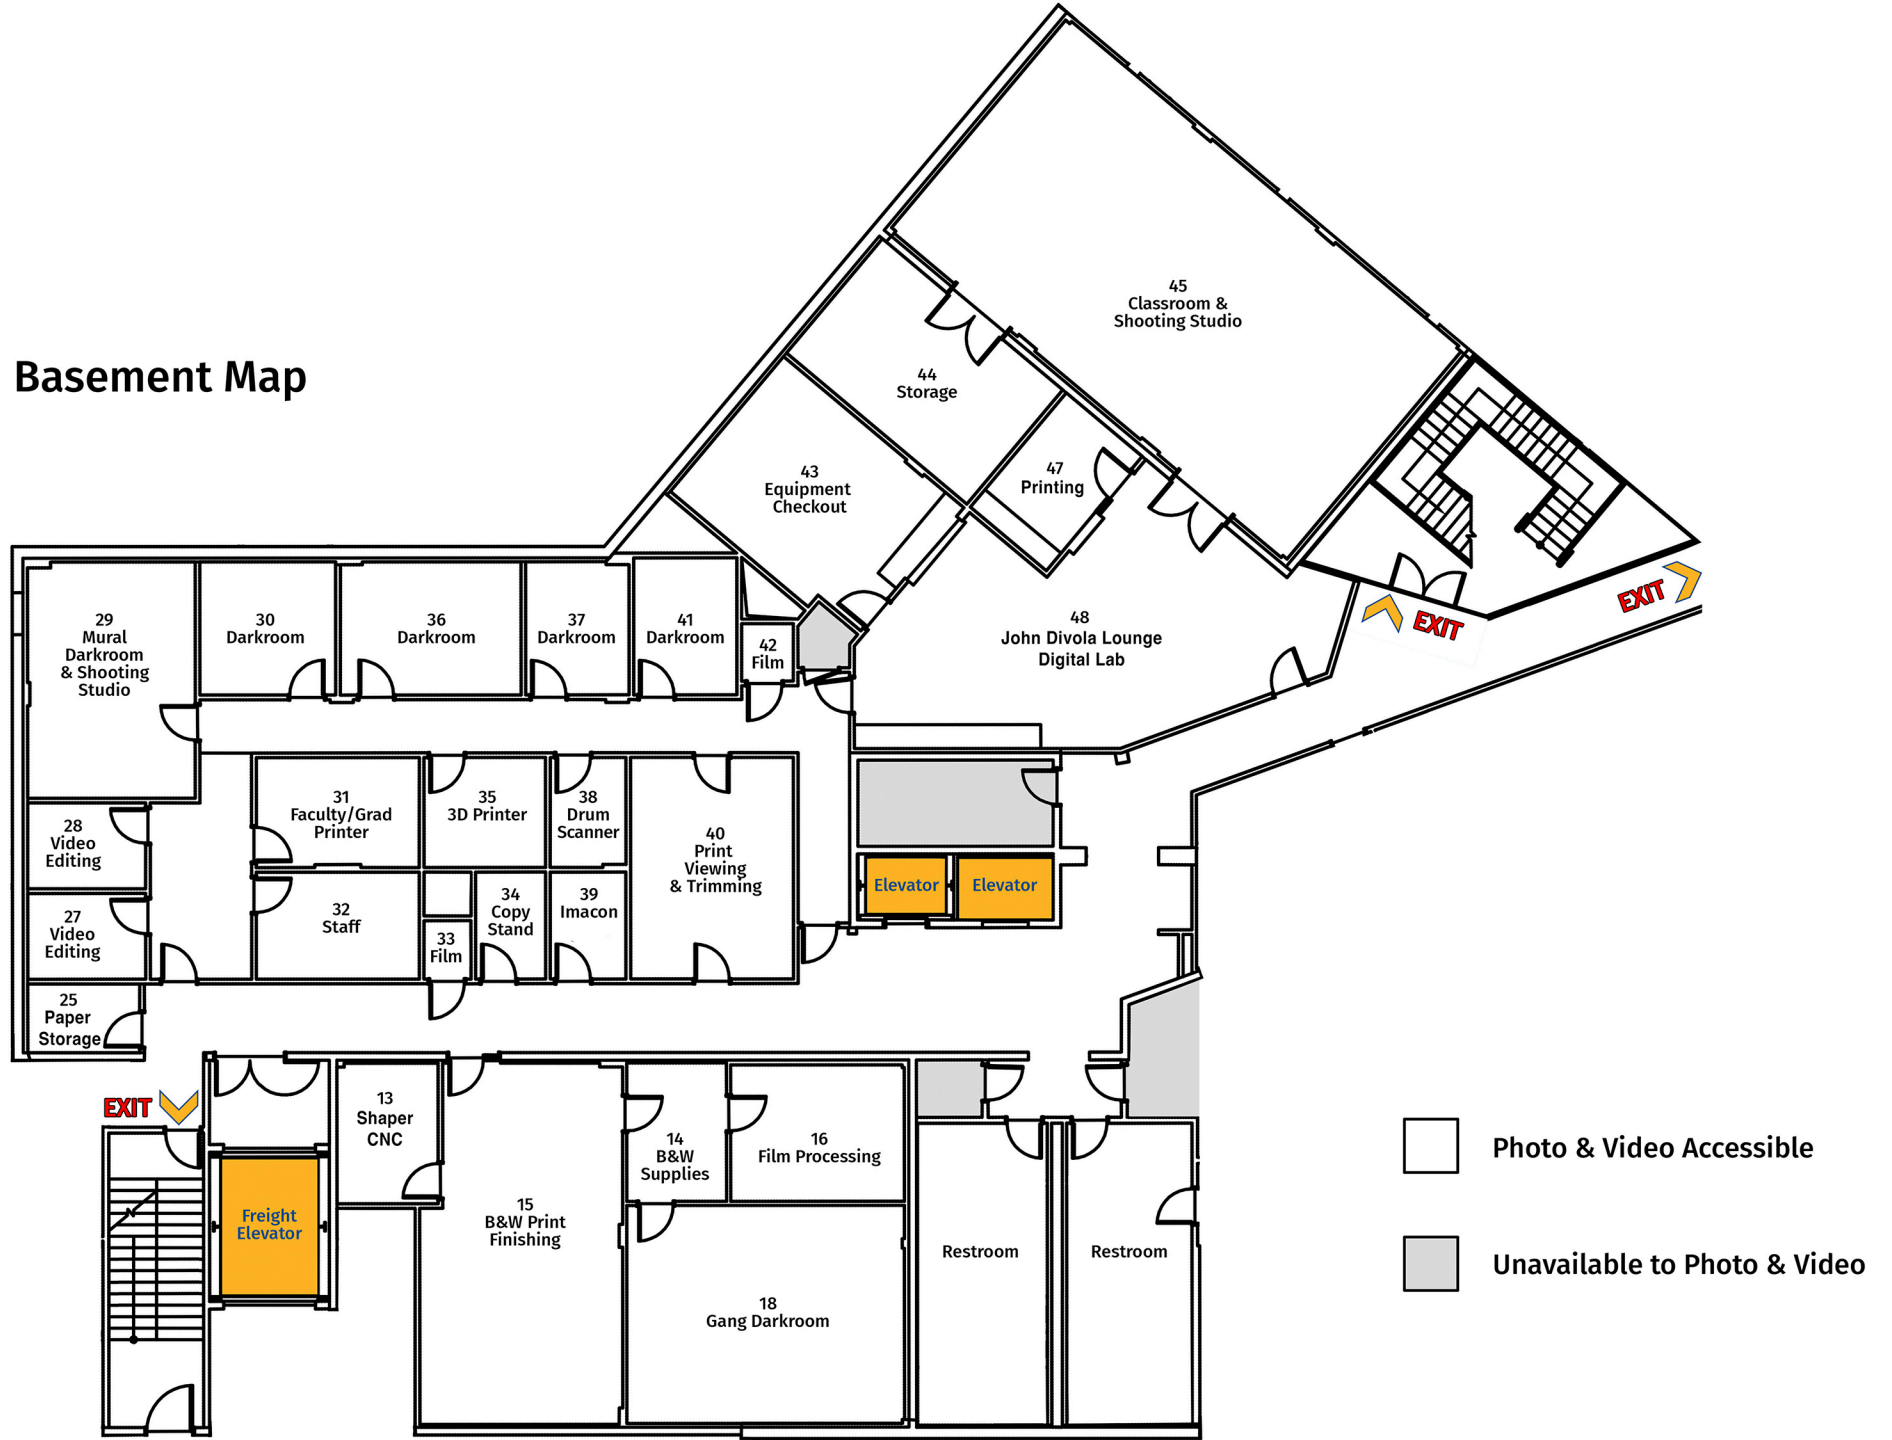 Basement Map
45
Classroom &
Shooting Studio
44
Storage
43
Equipment
Checkout
47
Printing
48
John Divola Lounge
Digital Lab
EXIT
EXIT
29
Mural
Darkroom
& Shooting
Studio
30
Darkroom
36
Darkroom
37
Darkroom
41
Darkroom
42
Film
28
Video
Editing
27
Video
Editing
25
Paper
Storage
31
Faculty/Grad
Printer
32
Staff
35
3D Printer
33
Film
34
Copy
Stand
38
Drum
Scanner
39
Imacon
40
Print
Viewing
& Trimming
Elevator
Elevator
EXIT
Freight
Elevator
13
Shaper
CNC
15
B&W Print
Finishing
14
B&W
Supplies
16
Film Processing
18
Gang Darkroom
Restroom
Restroom
Photo & Video Accessible
Unavailable to Photo & Video